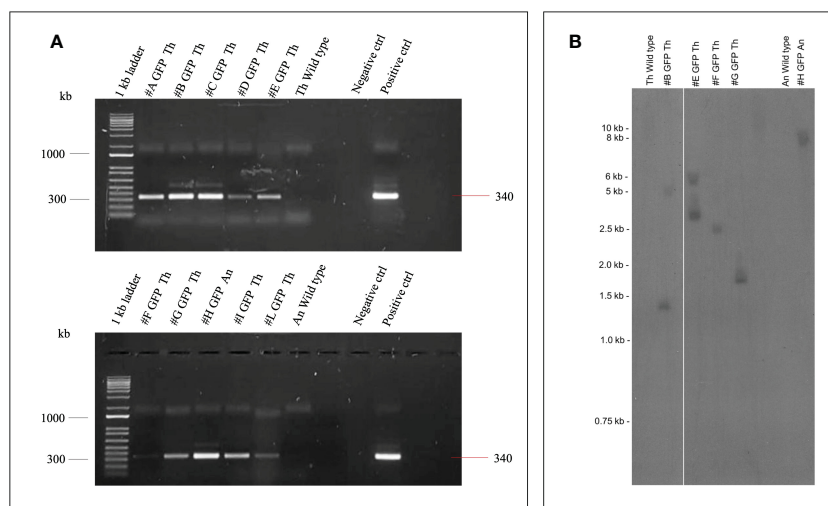 A
1 kb ladder
#A GFP Th
#B GFP Th
#C GFP Th
#D GFP Th
#E GFP Th
Th Wild type
Negative ctrl
Positive ctrl
kb
1000
300
340
1 kb ladder
#F GFP Th
#G GFP Th
#H GFP An
#I GFP Th
#L GFP Th
An Wild type
Negative ctrl
Positive ctrl
kb
1000
300
340
B
Th Wild type
#B GFP Th
#E GFP Th
#F GFP Th
#G GFP Th
An Wild type
#H GFP An
10 kb -
8 kb -
6 kb -
5 kb -
2.5 kb -
2.0 kb -
1.5 kb -
1.0 kb -
0.75 kb -